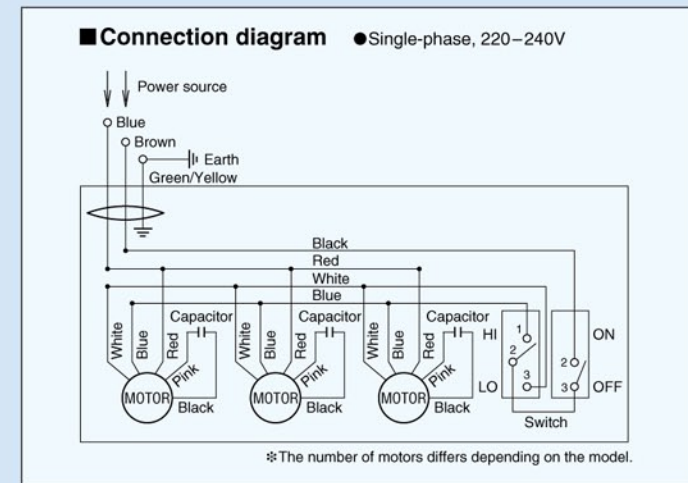 ■Connection diagram ●Single-phase, 220–240V
Power source
Blue
Brown
Earth
Green/Yellow
Black
Red
White
Blue
Capacitor Capacitor Capacitor
White Blue Red White Blue Red White Blue Red
HI 1 ON
2 2
3
LO 3 OFF
Pink Pink Pink
MOTOR MOTOR MOTOR
Black Black Black
Switch
※The number of motors differs depending on the model.